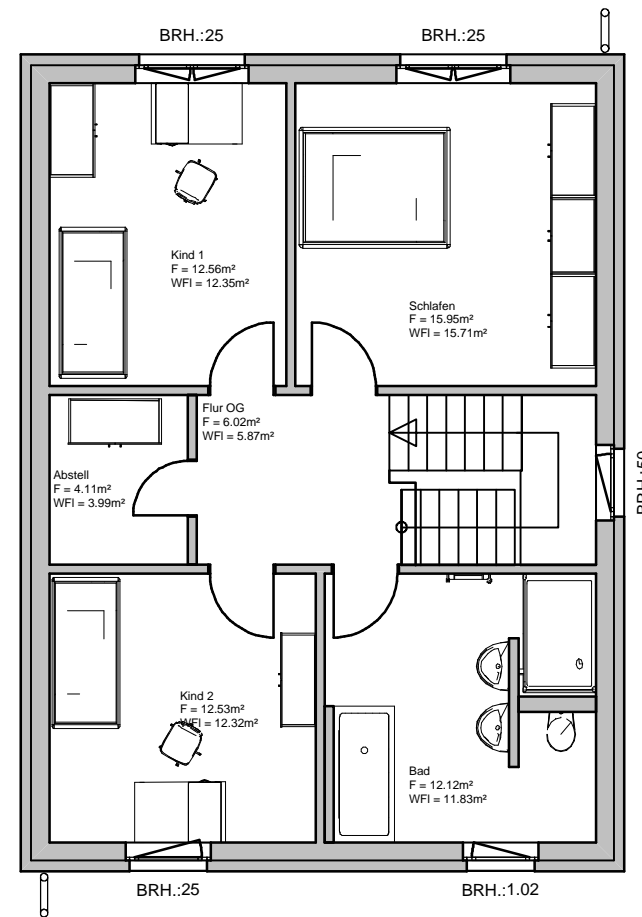 BRH.:25
BRH.:25
Kind 1
F = 12.56m²
WFl = 12.35m²
Schlafen
F = 15.95m²
WFl = 15.71m²
Flur OG
F = 6.02m²
WFl = 5.87m²
Abstell
F = 4.11m²
WFl = 3.99m²
BRH.:50
Kind 2
F = 12.53m²
WFl = 12.32m²
Bad
F = 12.12m²
WFl = 11.83m²
BRH.:25
BRH.:1.02